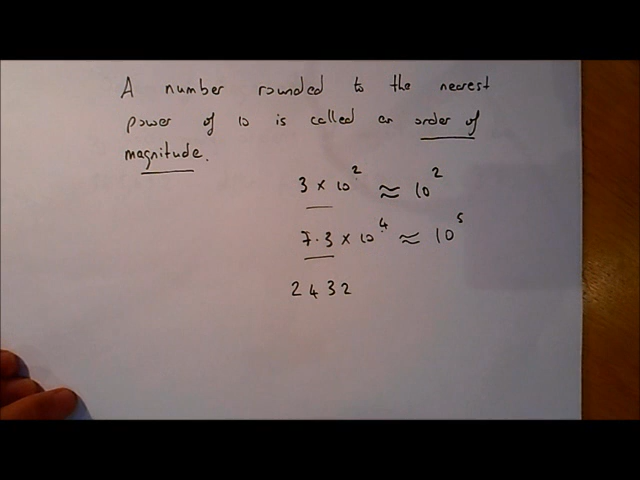 A number rounded to the nearest
power of 10 is called an order of
magnitude.
3 × 10² ≈ 10²
7.3 × 10⁴ ≈ 10⁵
2432